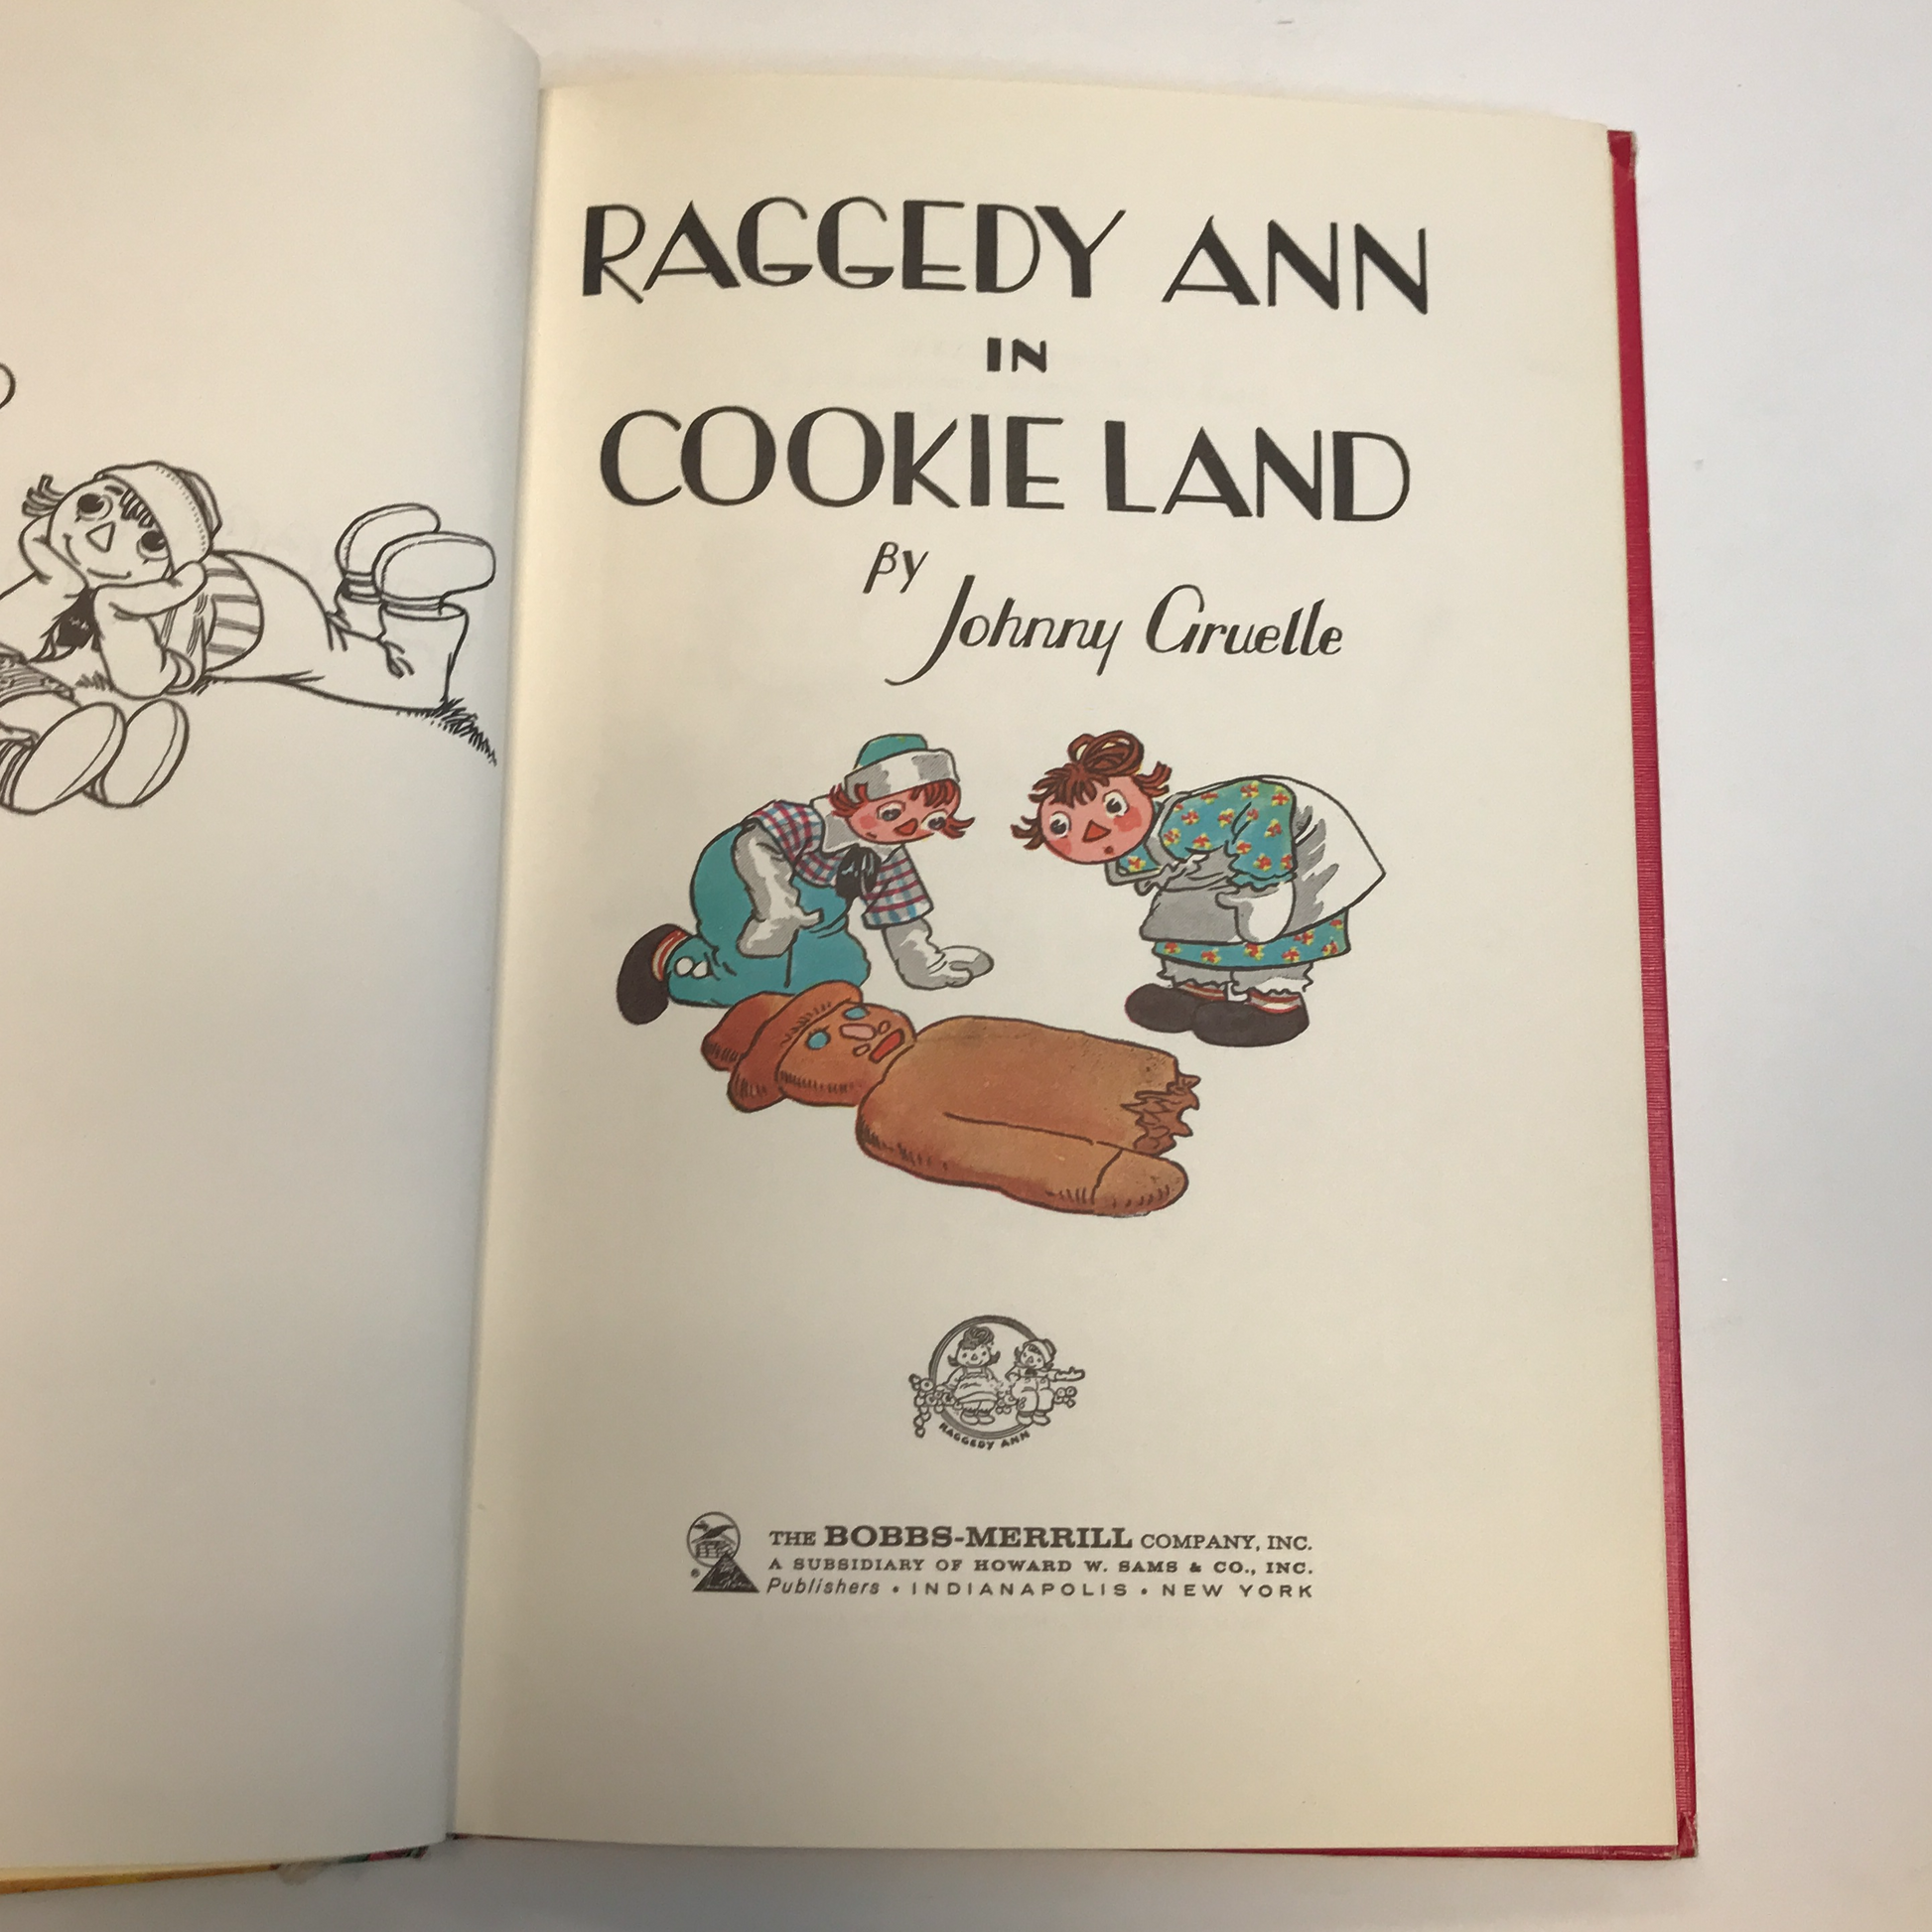 RAGGEDY ANN
IN
COOKIE LAND
By
Johnny Gruelle
RAGGEDY ANN
THE BOBBS-MERRILL COMPANY, INC.
A SUBSIDIARY OF HOWARD W. SAMS & CO., INC.
® Publishers • INDIANAPOLIS • NEW YORK